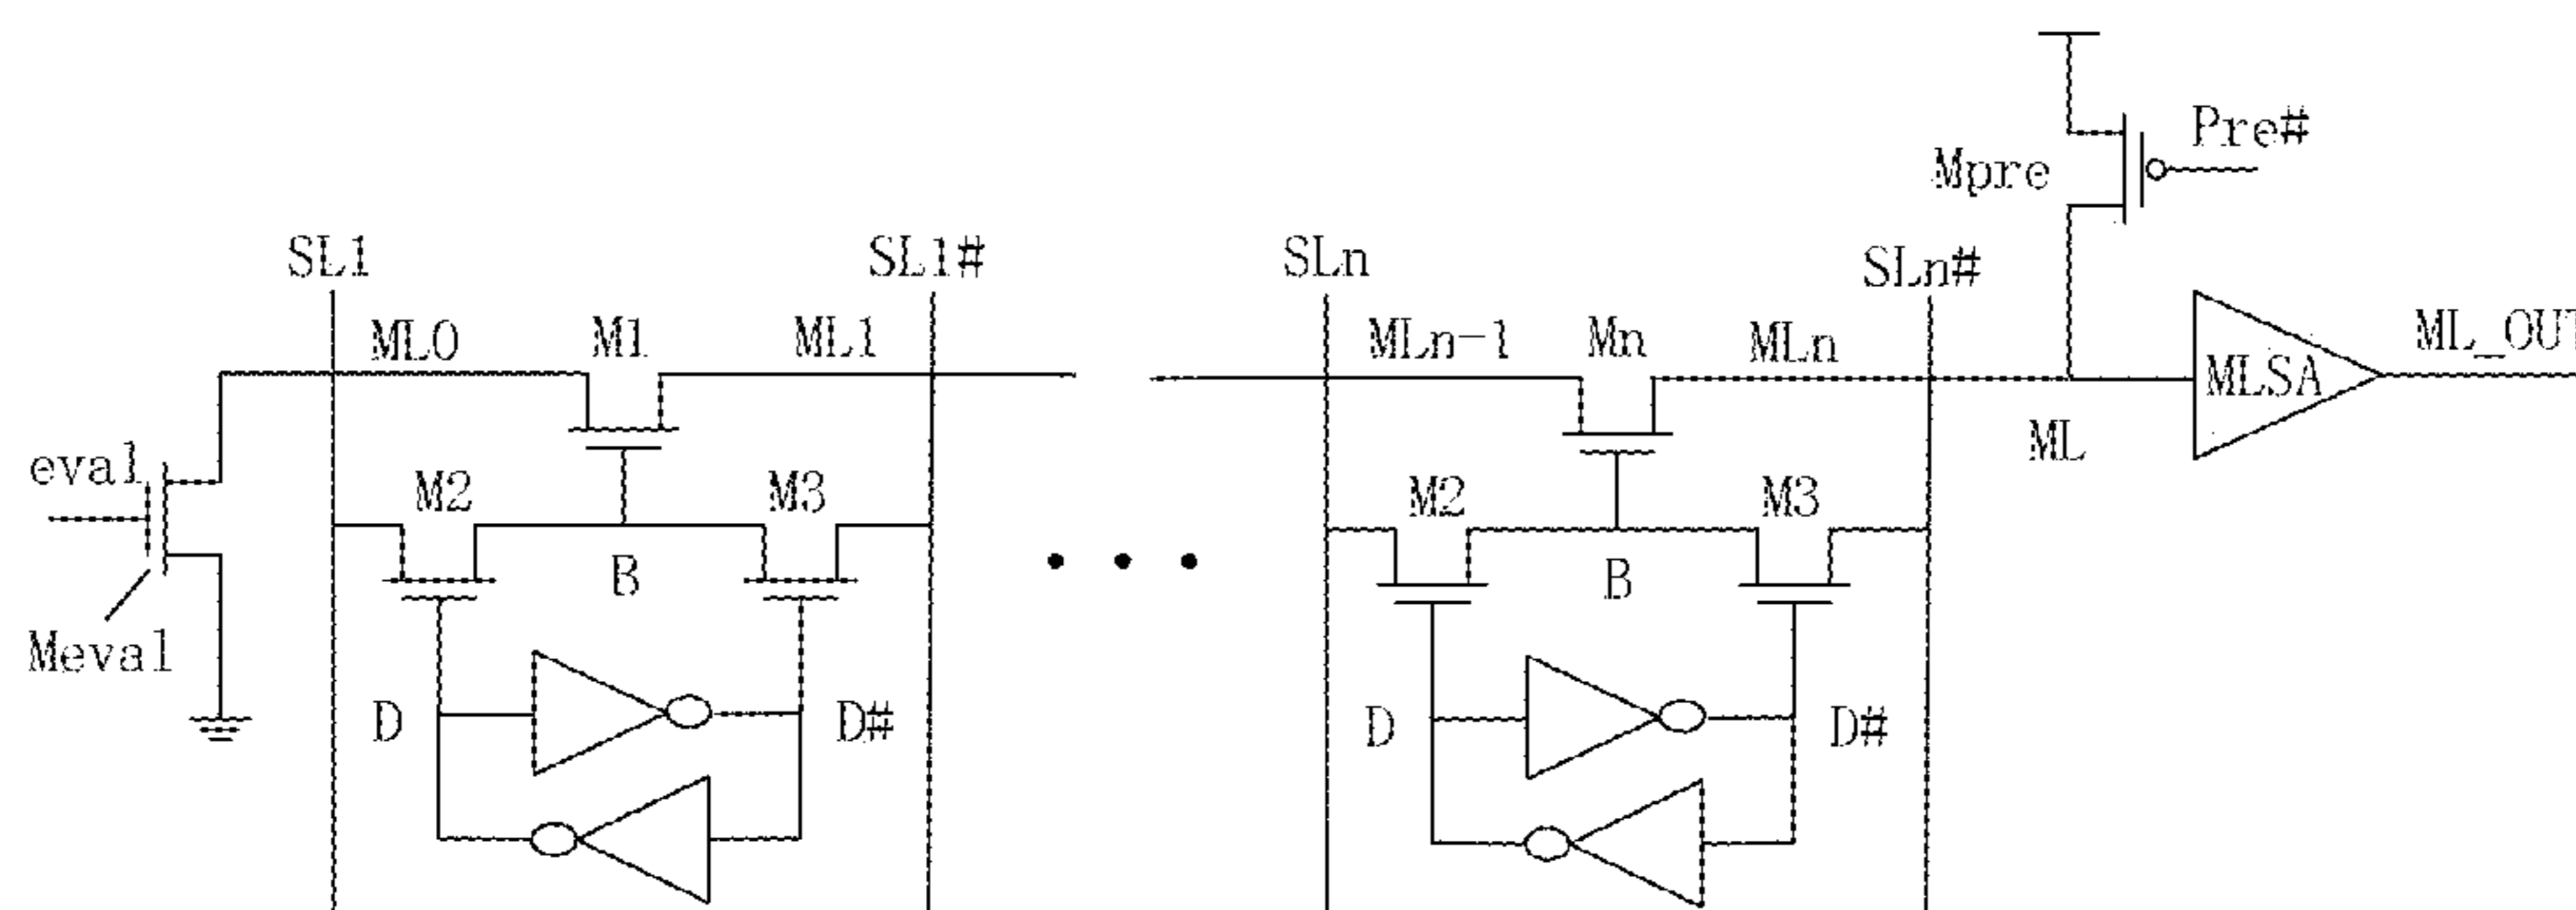 Pre#
Mpre
SL1
SL1#
SLn
SLn#
ML0
M1
ML1
MLn-1
Mn
MLn
MLSA
ML_OUT
ML
eval
M2
M3
M2
M3
B
B
Meval
D
D#
D
D#